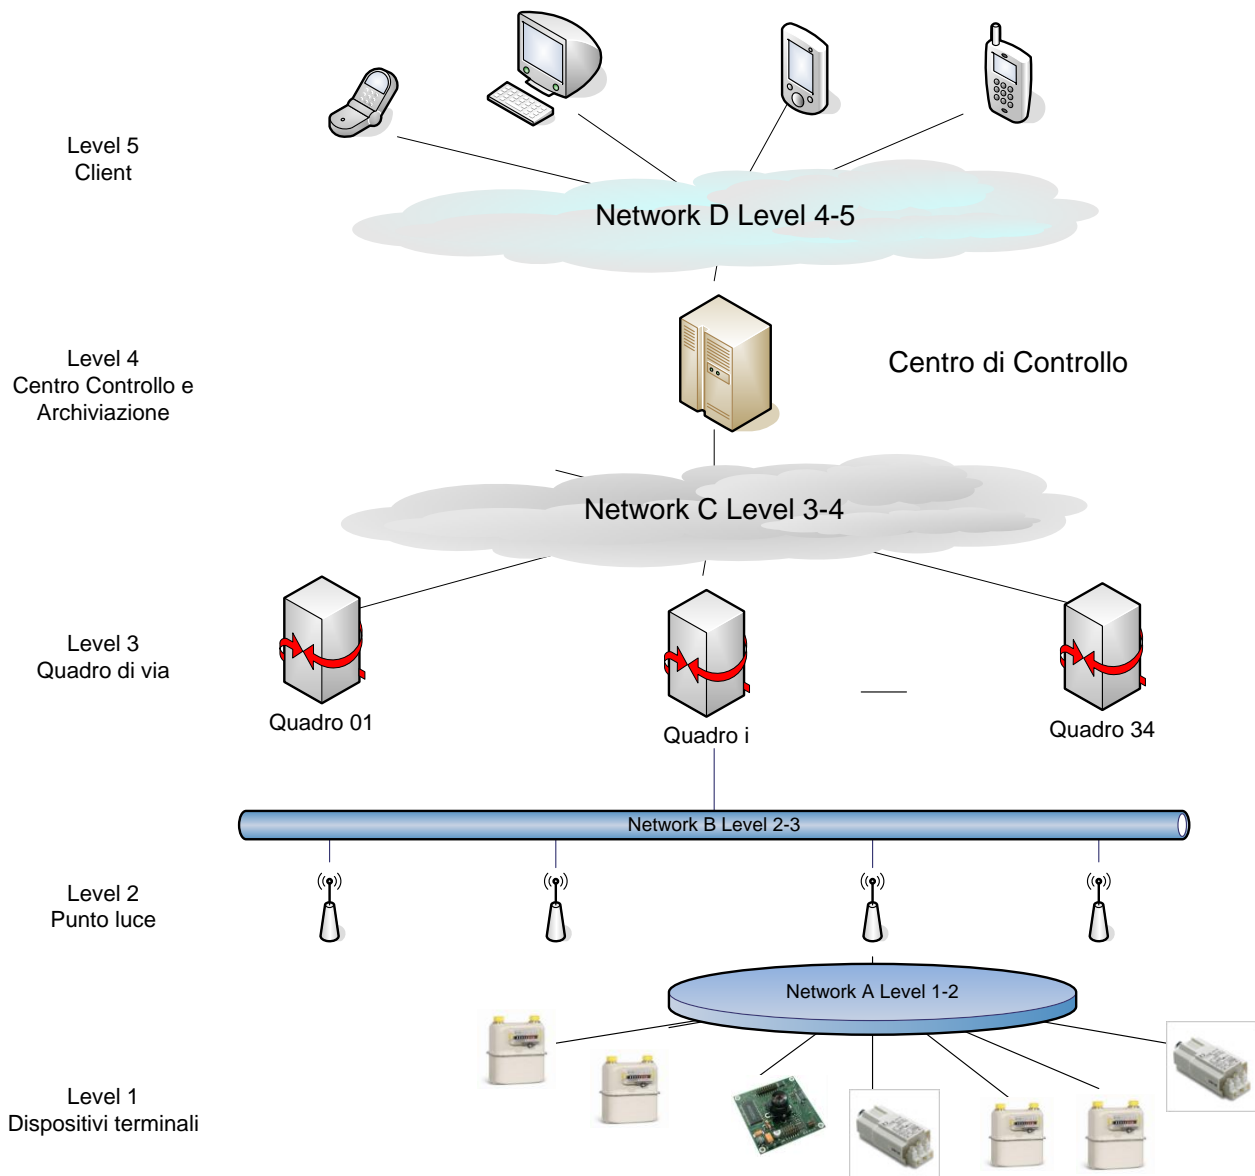 Level 5
Client
Network D Level 4-5
Level 4
Centro Controllo e
Archiviazione
Centro di Controllo
Network C Level 3-4
Level 3
Quadro di via
Quadro 01
Quadro i
Quadro 34
Network B Level 2-3
Level 2
Punto luce
Network A Level 1-2
Level 1
Dispositivi terminali